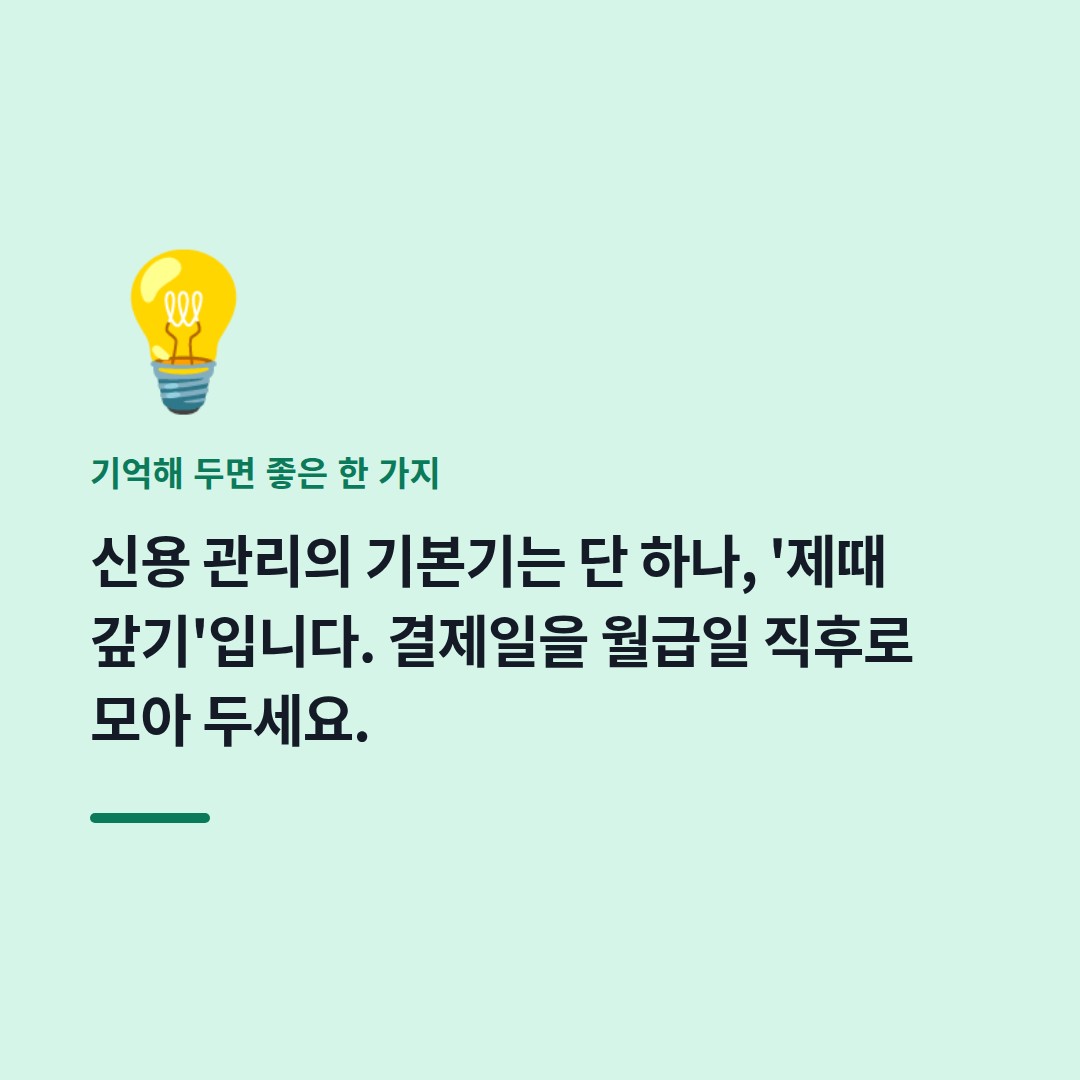 기억해 두면 좋은 한 가지
신용 관리의 기본기는 단 하나, '제때
갚기'입니다. 결제일을 월급일 직후로
모아 두세요.